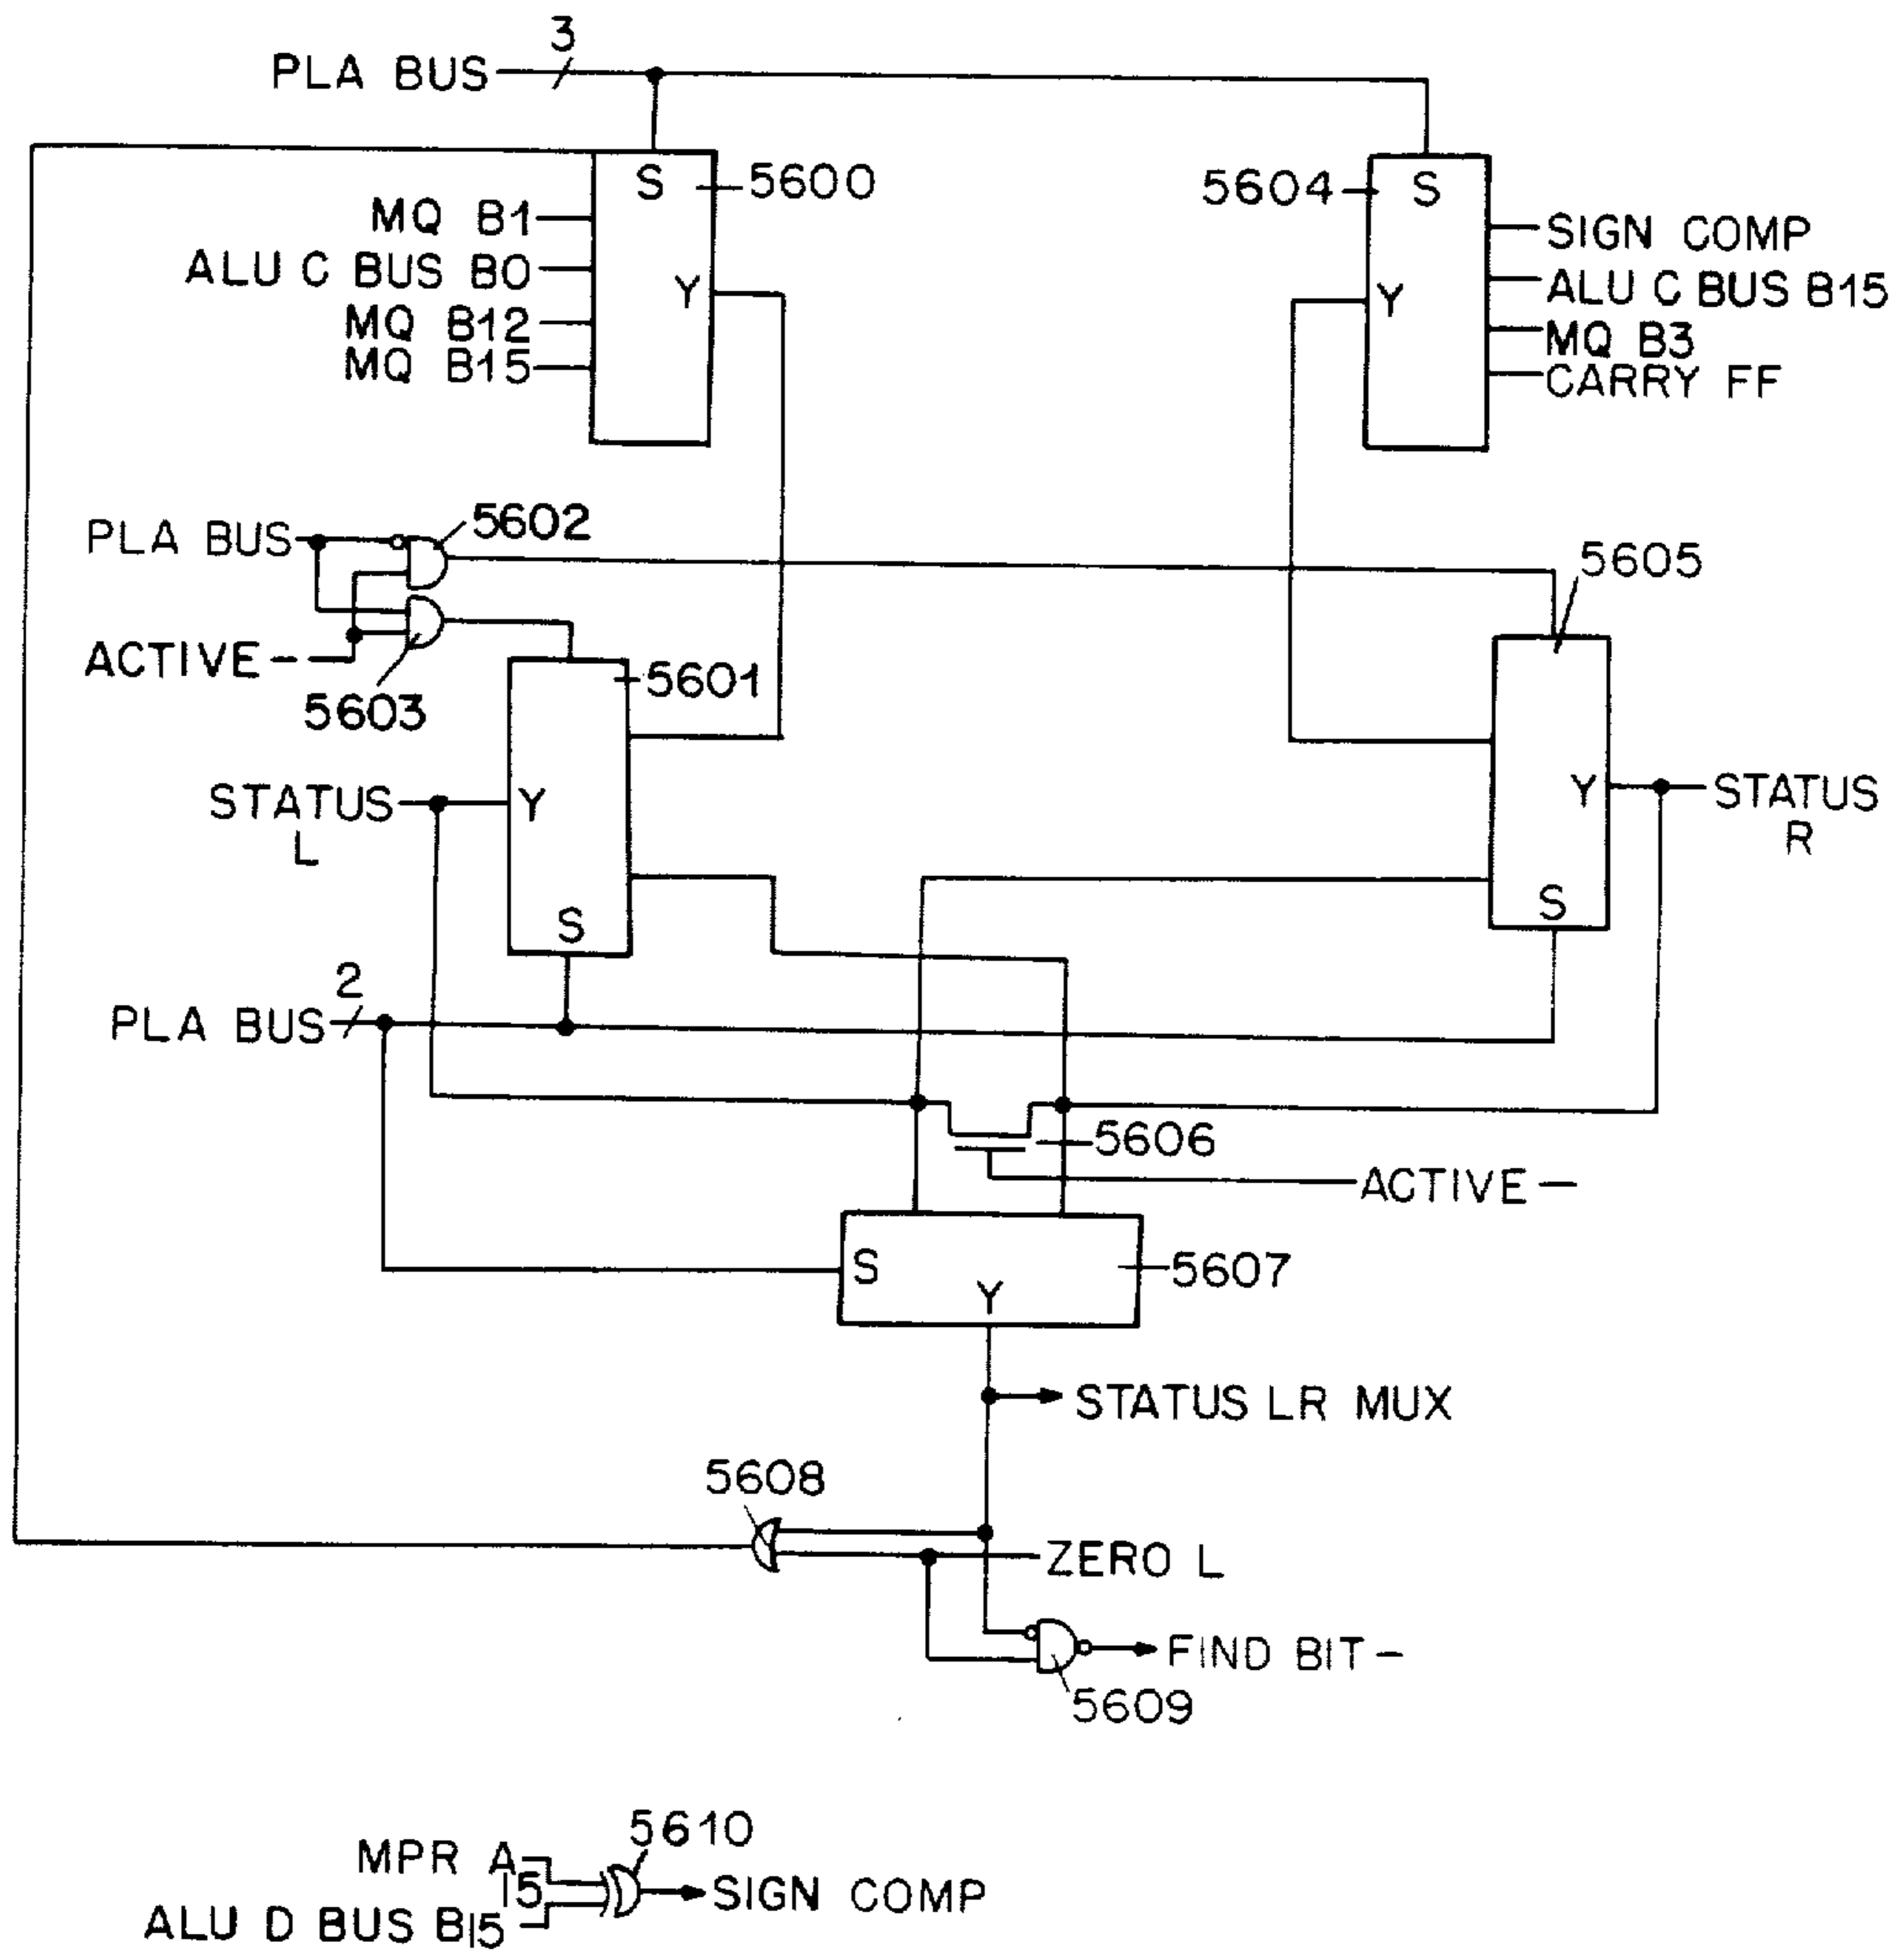 3
PLA BUS
S
5600
5604
S
MQ B1
SIGN COMP
ALU C BUS B0
ALU C BUS B15
Y
Y
MQ B12
MQ B3
MQ B15
CARRY FF
5602
PLA BUS
5605
ACTIVE-
5601
5603
STATUS
L
Y
Y
STATUS
R
S
S
2
PLA BUS
5606
ACTIVE-
S
5607
Y
STATUS LR MUX
5608
ZERO L
FIND BIT-
5609
5610
MPR A15
SIGN COMP
ALU D BUS B15